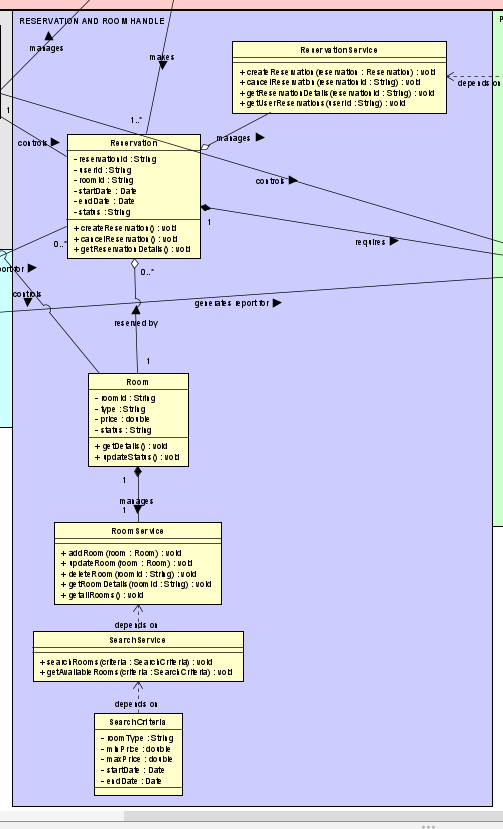 RESERVATION AND ROOM HANDLE
manages
makes
ReservationService
+ createReservation(reservation : Reservation) : void
+ cancelReservation(reservationId : String) : void
+ getReservationDetails(reservationId : String) : void
+ getUserReservations(userId : String) : void
depends on
1
1..*
manages
controls
Reservation
- reservationId : String
- userId : String
- roomId : String
- startDate : Date
- endDate : Date
- status : String
+ createReservation() : void
+ cancelReservation() : void
+ getReservationDetails() : void
controls
1
requires
0..*
0..*
port for
controls
generates report for
reserved by
1
Room
- roomId : String
- type : String
- price : double
- status : String
+ getDetails() : void
+ updateStatus() : void
1
manages
1
RoomService
+ addRoom(room : Room) : void
+ updateRoom(room : Room) : void
+ deleteRoom(roomId : String) : void
+ getRoomDetails(roomId : String) : void
+ getallRooms() : void
depends on
SearchService
+ searchRooms(criteria : SearchCriteria) : void
+ getAvailableRooms(criteria : SearchCriteria) : void
depends on
SearchCriteria
- roomType : String
- minPrice : double
- maxPrice : double
- startDate : Date
- endDate : Date